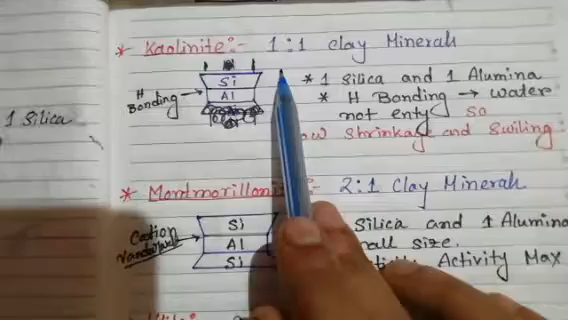 * Kaolinite:- 1:1 clay Minerals
Si
Al
H Bonding
* 1 Silica and 1 Alumina
* H Bonding → water
not enty so
ow Shrinkage and Swiling
1 Silica
* Montmorillon :- 2:1 Clay Minerals
Si
Al
Si
Cation
Silica and 1 Alumina
mall size.
Activity Max